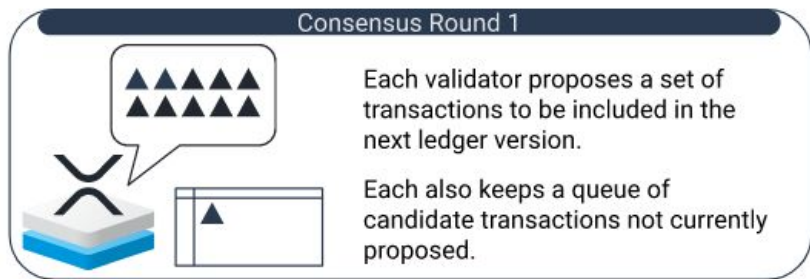 Consensus Round 1
Each validator proposes a set of
transactions to be included in the
next ledger version.
Each also keeps a queue of
candidate transactions not currently
proposed.